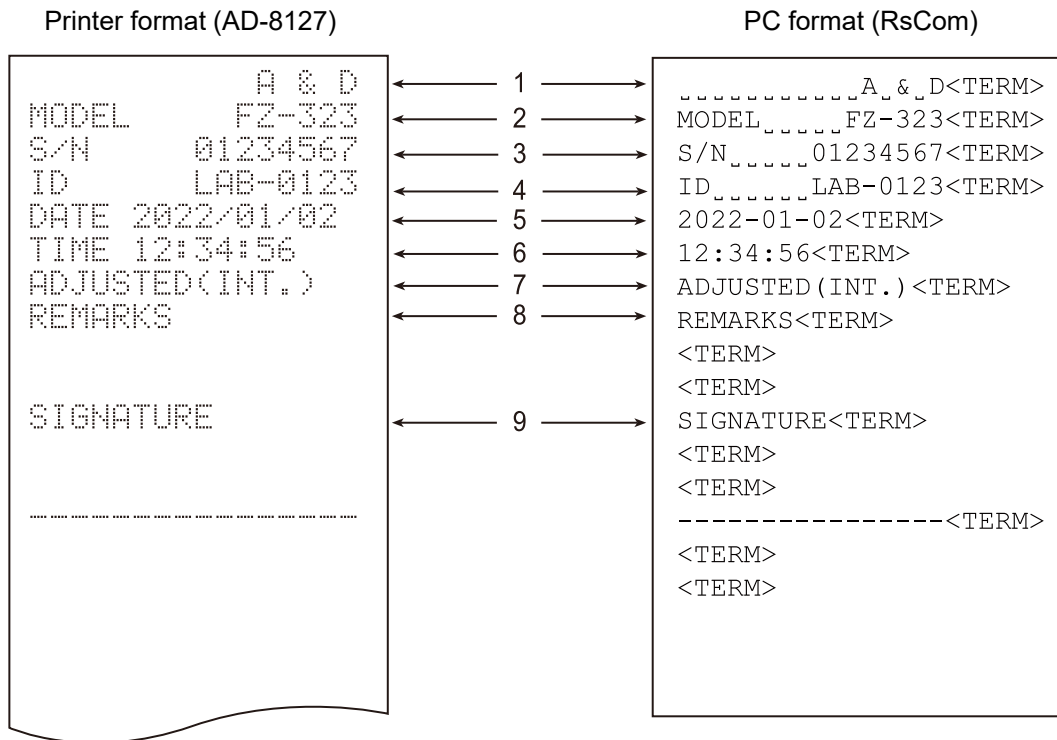 Printer format (AD-8127)
A & D
MODEL FZ-323
S/N 01234567
ID LAB-0123
DATE 2022/01/02
TIME 12:34:56
ADJUSTED(INT.)
REMARKS
SIGNATURE
----------------
1
2
3
4
5
6
7
8
9
PC format (RsCom)
␣␣␣␣␣␣␣␣␣␣␣A␣&␣D<TERM>
MODEL␣␣␣␣␣FZ-323<TERM>
S/N␣␣␣␣␣01234567<TERM>
ID␣␣␣␣␣␣LAB-0123<TERM>
2022-01-02<TERM>
12:34:56<TERM>
ADJUSTED(INT.)<TERM>
REMARKS<TERM>
<TERM>
<TERM>
SIGNATURE<TERM>
<TERM>
<TERM>
----------------<TERM>
<TERM>
<TERM>